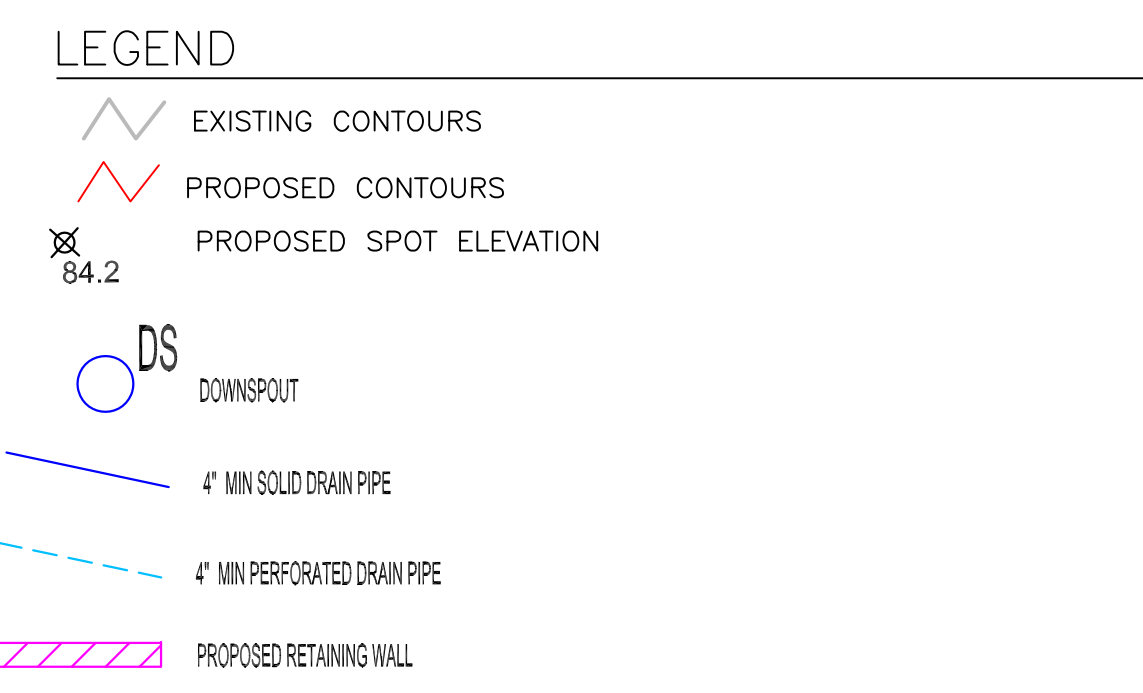 LEGEND
EXISTING CONTOURS
PROPOSED CONTOURS
PROPOSED SPOT ELEVATION
84.2
DS
DOWNSPOUT
4" MIN SOLID DRAIN PIPE
4" MIN PERFORATED DRAIN PIPE
PROPOSED RETAINING WALL